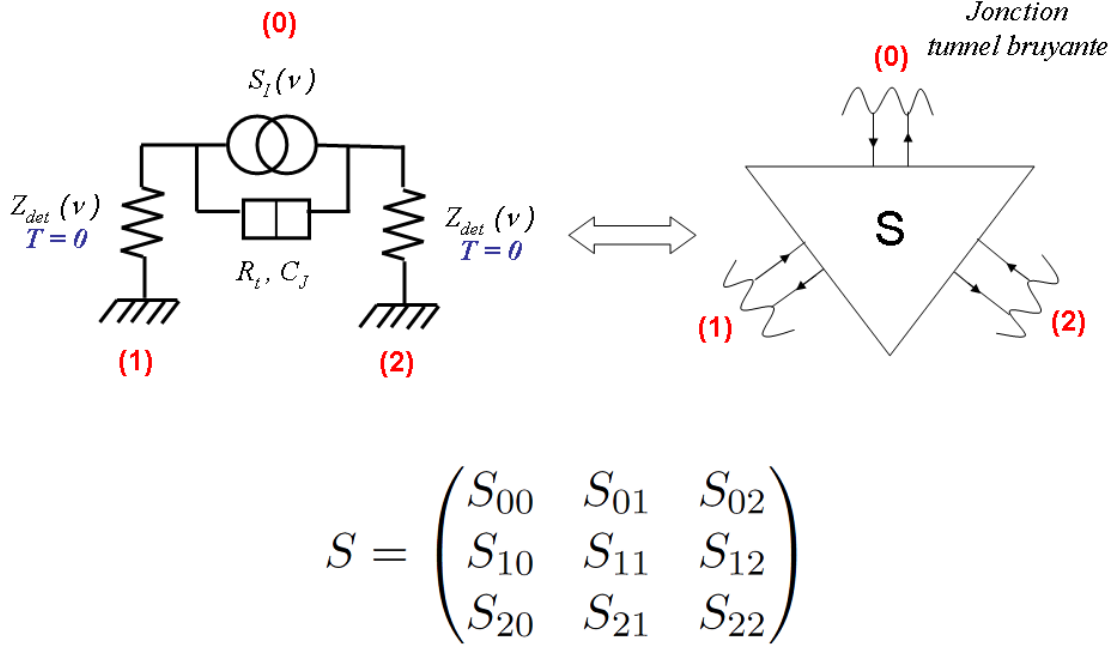 (0)
S_I(ν)
Z_det (ν)
T = 0
Z_det (ν)
T = 0
R_t , C_J
(1)
(2)
Jonction
tunnel bruyante
(0)
S
(1)
(2)
S = ( S_00 S_01 S_02
S_10 S_11 S_12
S_20 S_21 S_22 )